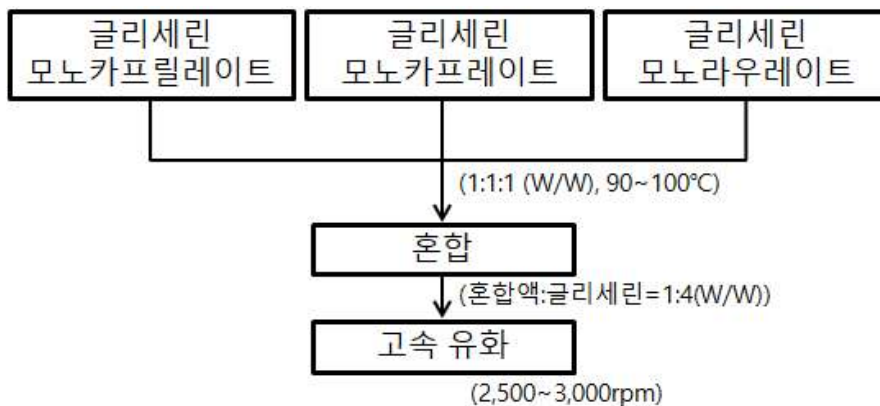 글리세린
모노카프릴레이트
글리세린
모노카프레이트
글리세린
모노라우레이트
(1:1:1 (W/W), 90~100℃)
혼합
(혼합액:글리세린=1:4(W/W))
고속 유화
(2,500~3,000rpm)